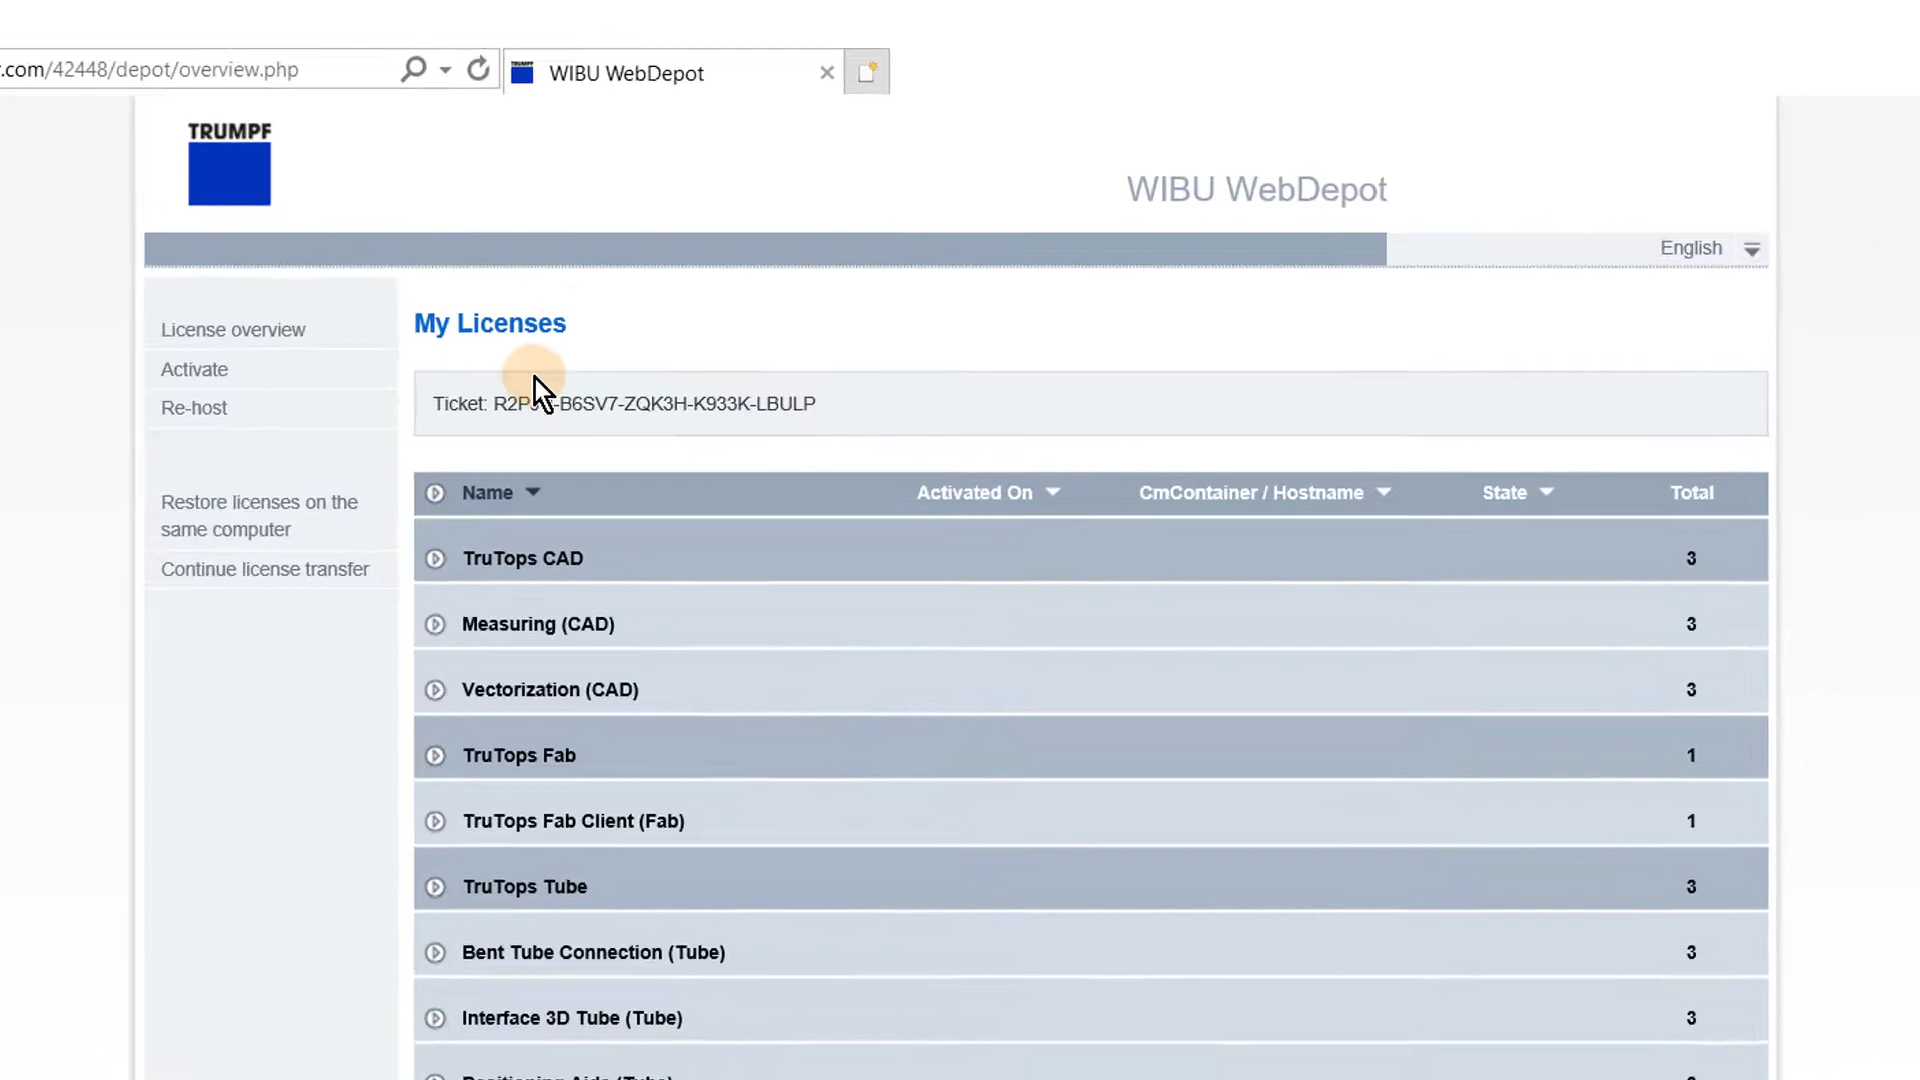 .com/42448/depot/overview.php
WIBU WebDepot
TRUMPF
WIBU WebDepot
English
License overview
Activate
Re-host
Restore licenses on the
same computer
Continue license transfer
My Licenses
Ticket: -B6SV7-ZQK3H-K933K-LBULP
Name Activated On CmContainer / Hostname State Total
TruTops CAD 3
Measuring (CAD) 3
Vectorization (CAD) 3
TruTops Fab 1
TruTops Fab Client (Fab) 1
TruTops Tube 3
Bent Tube Connection (Tube) 3
Interface 3D Tube (Tube) 3